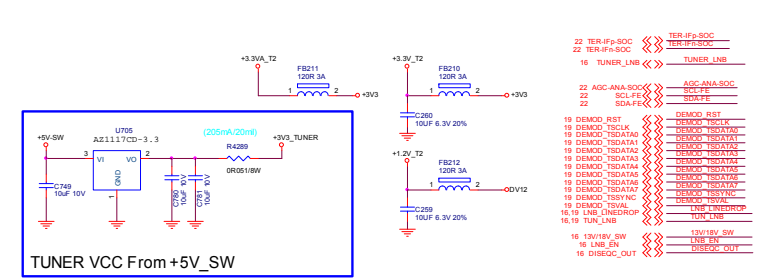 +3.3VA_T2
FB211
120R 3A
1 2
+3V3
+3.3V_T2
FB210
120R 3A
1 2
+3V3
C260
10UF 6.3V 20%
+1.2V_T2
FB212
120R 3A
1 2
DV12
C259
10UF 6.3V 20%
+5V-SW
U705
AZ1117CD-3.3
3 VI VO 2
GND
1
(205mA/20mil)
+3V3_TUNER
R4289
0R051/8W
C749
10uF 10V
C780
10uF 10V
C781
10uF 10V
TUNER VCC From +5V_SW
22 TER-IFp-SOC TER-IFp-SOC
22 TER-IFn-SOC TER-IFn-SOC
16 TUNER_LNB TUNER_LNB
22 AGC-ANA-SOC AGC-ANA-SOC
22 SCL-FE SCL-FE
22 SDA-FE SDA-FE
19 DEMOD_RST DEMOD_RST
19 DEMOD_TSCLK DEMOD_TSCLK
19 DEMOD_TSDATA0 DEMOD_TSDATA0
19 DEMOD_TSDATA1 DEMOD_TSDATA1
19 DEMOD_TSDATA2 DEMOD_TSDATA2
19 DEMOD_TSDATA3 DEMOD_TSDATA3
19 DEMOD_TSDATA4 DEMOD_TSDATA4
19 DEMOD_TSDATA5 DEMOD_TSDATA5
19 DEMOD_TSDATA6 DEMOD_TSDATA6
19 DEMOD_TSDATA7 DEMOD_TSDATA7
19 DEMOD_TSSYNC DEMOD_TSSYNC
19 DEMOD_TSVAL DEMOD_TSVAL
16,19 LNB_LINEDROP LNB_LINEDROP
16,19 TUN_LNB TUN_LNB
16 13V/18V_SW 13V/18V_SW
16 LNB_EN LNB_EN
16 DISEQC_OUT DISEQC_OUT